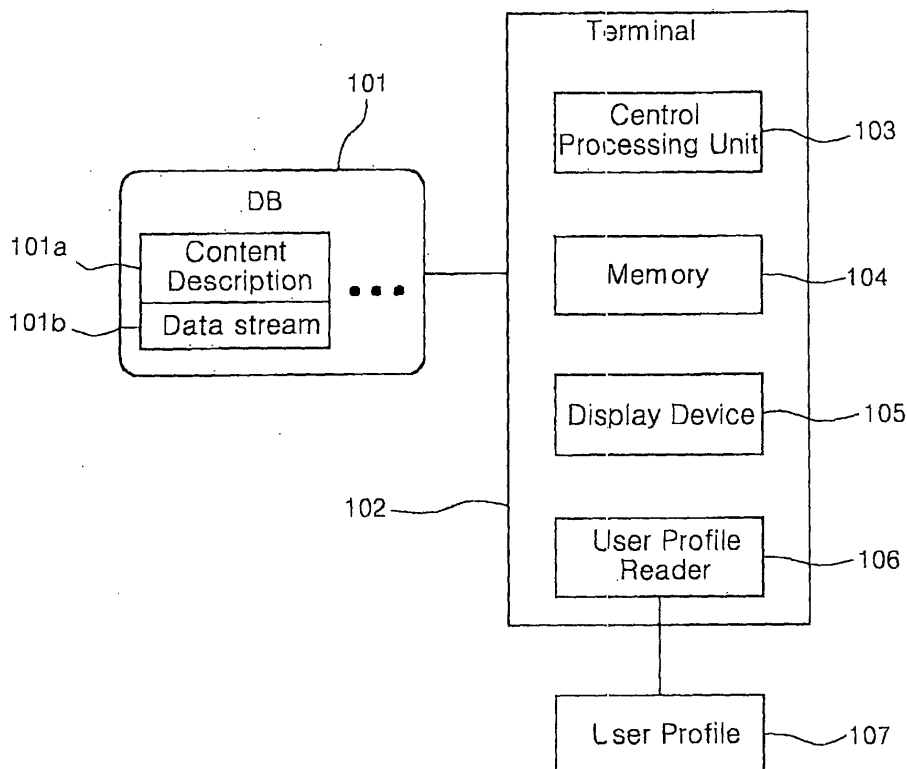 Terminal
101
Central
Processing Unit
103
DB
101a
Content
Description
Memory
104
101b
Data stream
Display Device
105
102
User Profile
Reader
106
User Profile
107